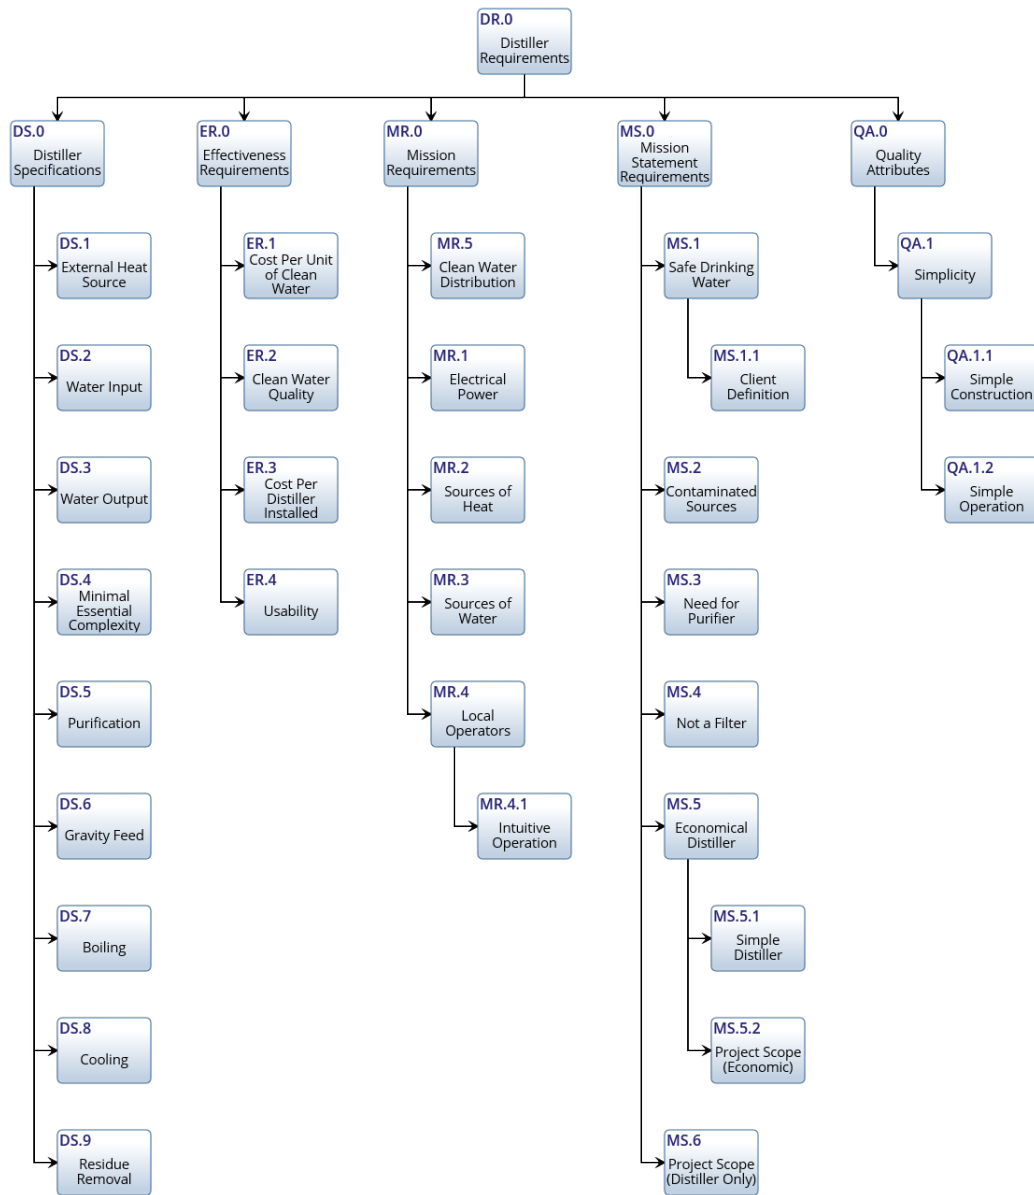 DR.0
Distiller
Requirements
DS.0
Distiller
Specifications
ER.0
Effectiveness
Requirements
MR.0
Mission
Requirements
MS.0
Mission
Statement
Requirements
QA.0
Quality
Attributes
DS.1
External Heat
Source
DS.2
Water Input
DS.3
Water Output
DS.4
Minimal
Essential
Complexity
DS.5
Purification
DS.6
Gravity Feed
DS.7
Boiling
DS.8
Cooling
DS.9
Residue
Removal
ER.1
Cost Per Unit
of Clean
Water
ER.2
Clean Water
Quality
ER.3
Cost Per
Distiller
Installed
ER.4
Usability
MR.5
Clean Water
Distribution
MR.1
Electrical
Power
MR.2
Sources of
Heat
MR.3
Sources of
Water
MR.4
Local
Operators
MR.4.1
Intuitive
Operation
MS.1
Safe Drinking
Water
MS.1.1
Client
Definition
MS.2
Contaminated
Sources
MS.3
Need for
Purifier
MS.4
Not a Filter
MS.5
Economical
Distiller
MS.5.1
Simple
Distiller
MS.5.2
Project Scope
(Economic)
MS.6
Project Scope
(Distiller Only)
QA.1
Simplicity
QA.1.1
Simple
Construction
QA.1.2
Simple
Operation